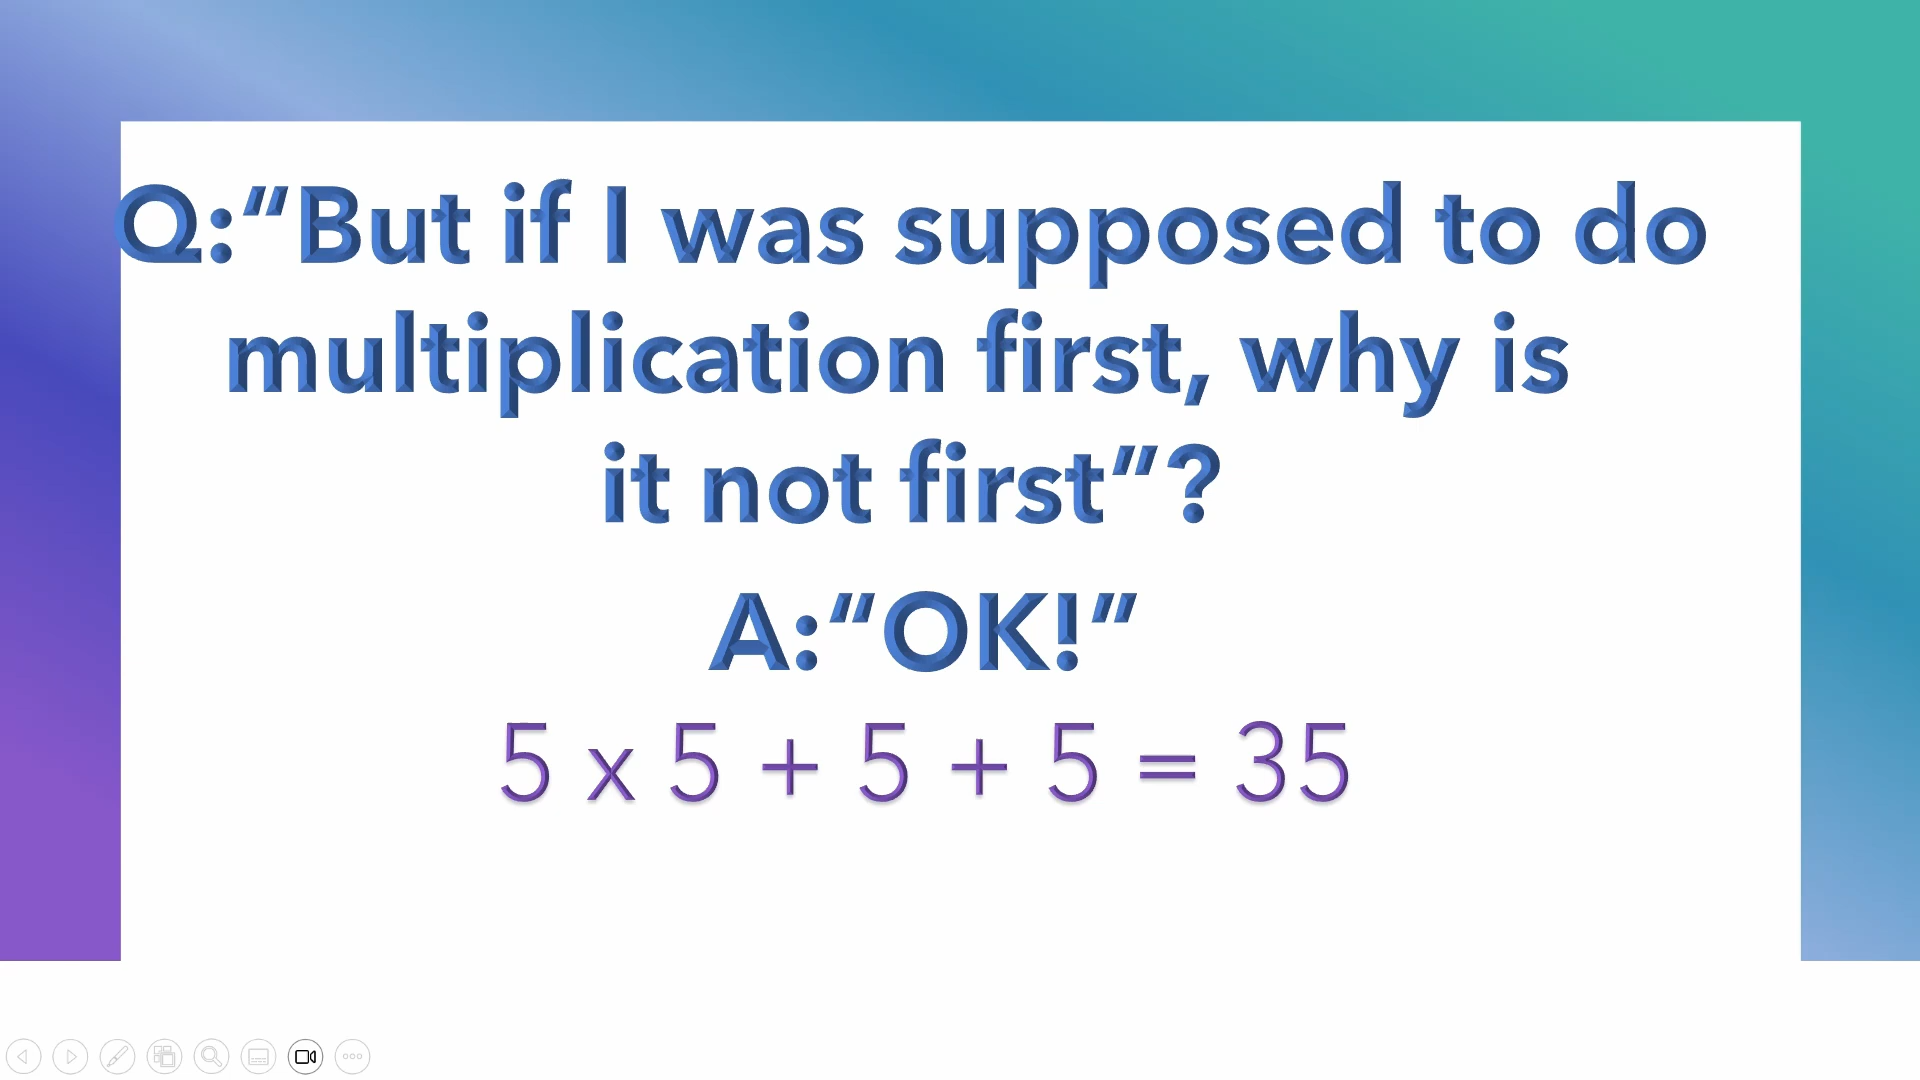 Q:“But if I was supposed to do
multiplication first, why is
it not first”?
A:“OK!”
5 x 5 + 5 + 5 = 35